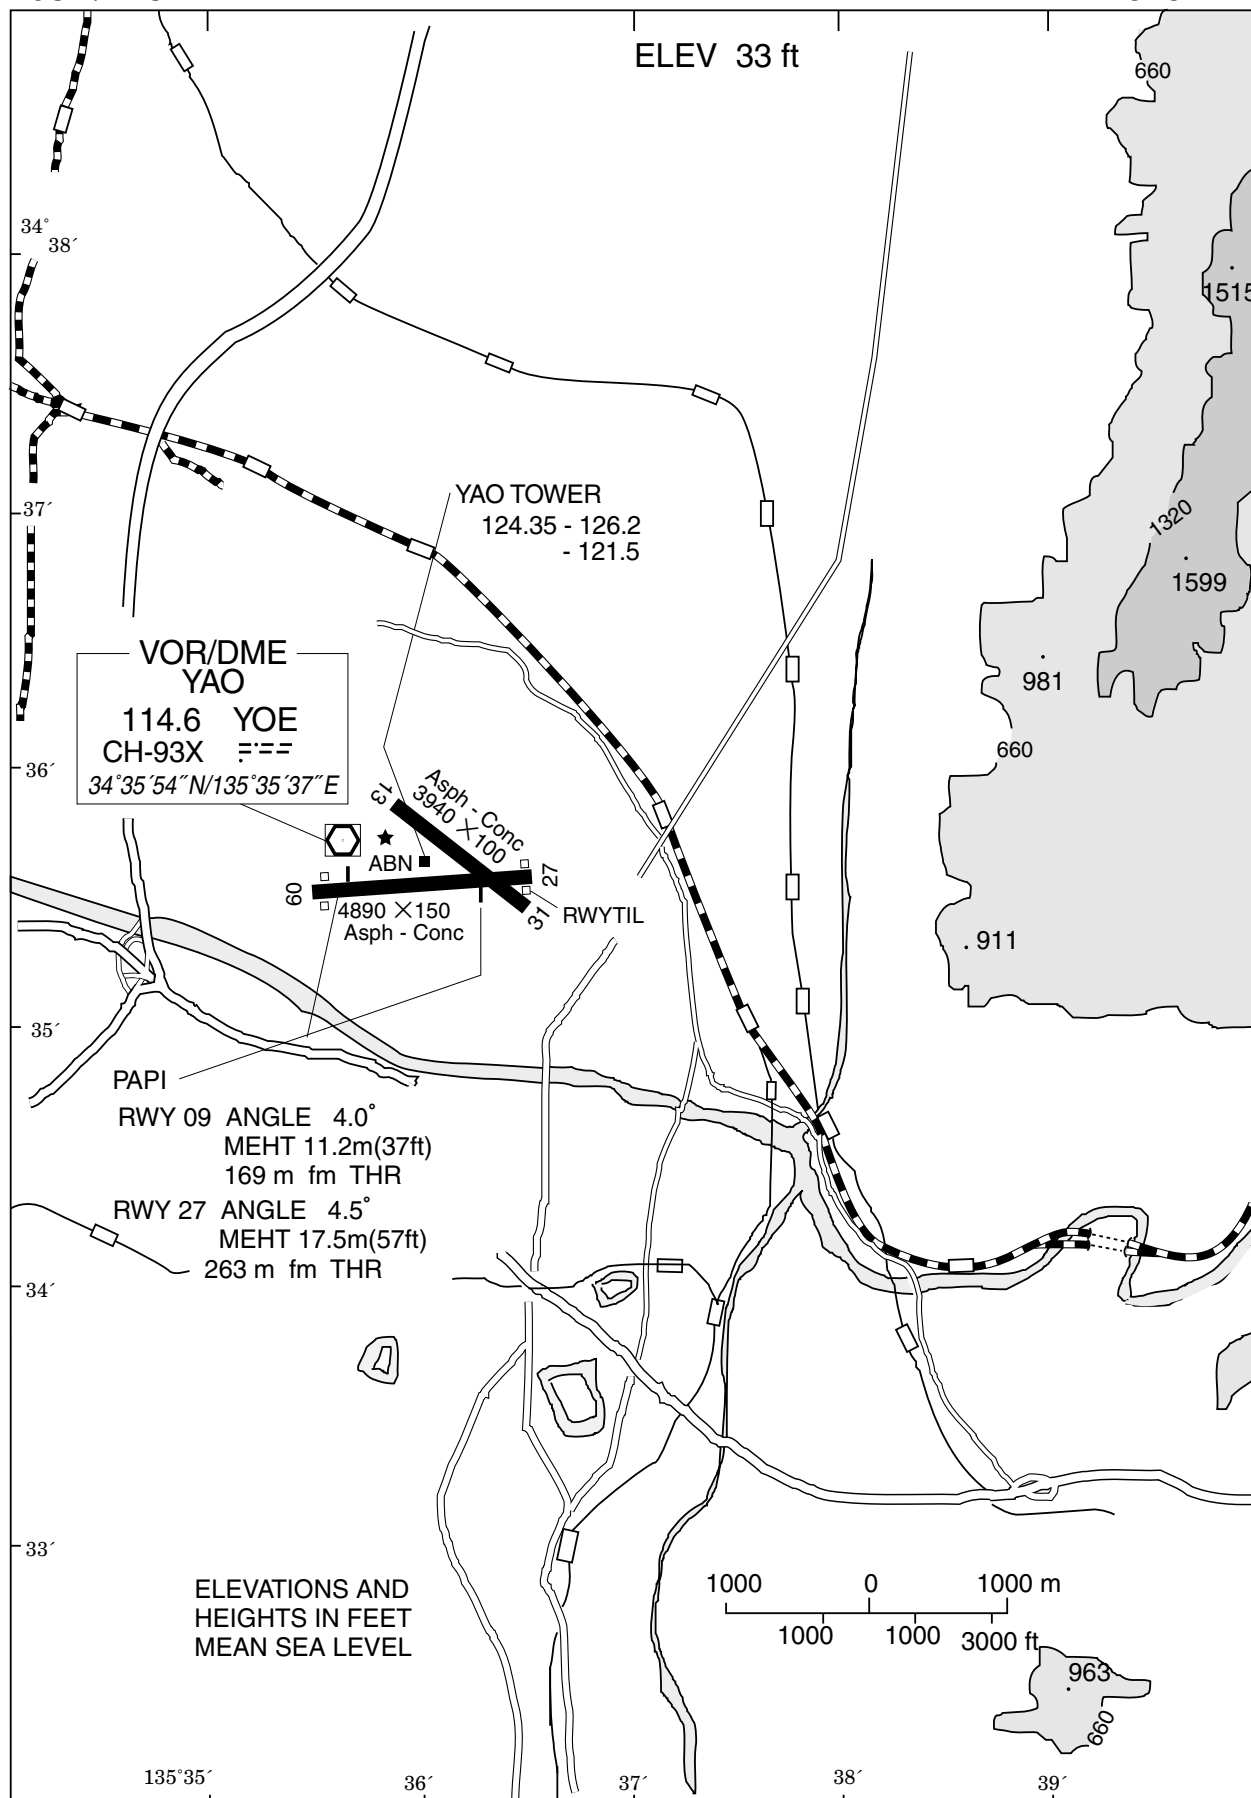 ELEV 33 ft
660
34°
38´
1515
YAO TOWER
124.35 - 126.2
- 121.5
37´
1320
1599
VOR/DME
YAO
114.6 YOE
CH-93X
34°35´54″N/135°35´37″E
981
660
36´
13
Asph - Conc
3940 ×100
ABN
09
27
4890 ×150
Asph - Conc
31
RWYTIL
911
35´
PAPI
RWY 09 ANGLE 4.0°
MEHT 11.2m(37ft)
169 m fm THR
RWY 27 ANGLE 4.5°
MEHT 17.5m(57ft)
263 m fm THR
34´
33´
ELEVATIONS AND
HEIGHTS IN FEET
MEAN SEA LEVEL
1000 0 1000 m
1000 1000 3000 ft
963
660
135°35´ 36´ 37´ 38´ 39´